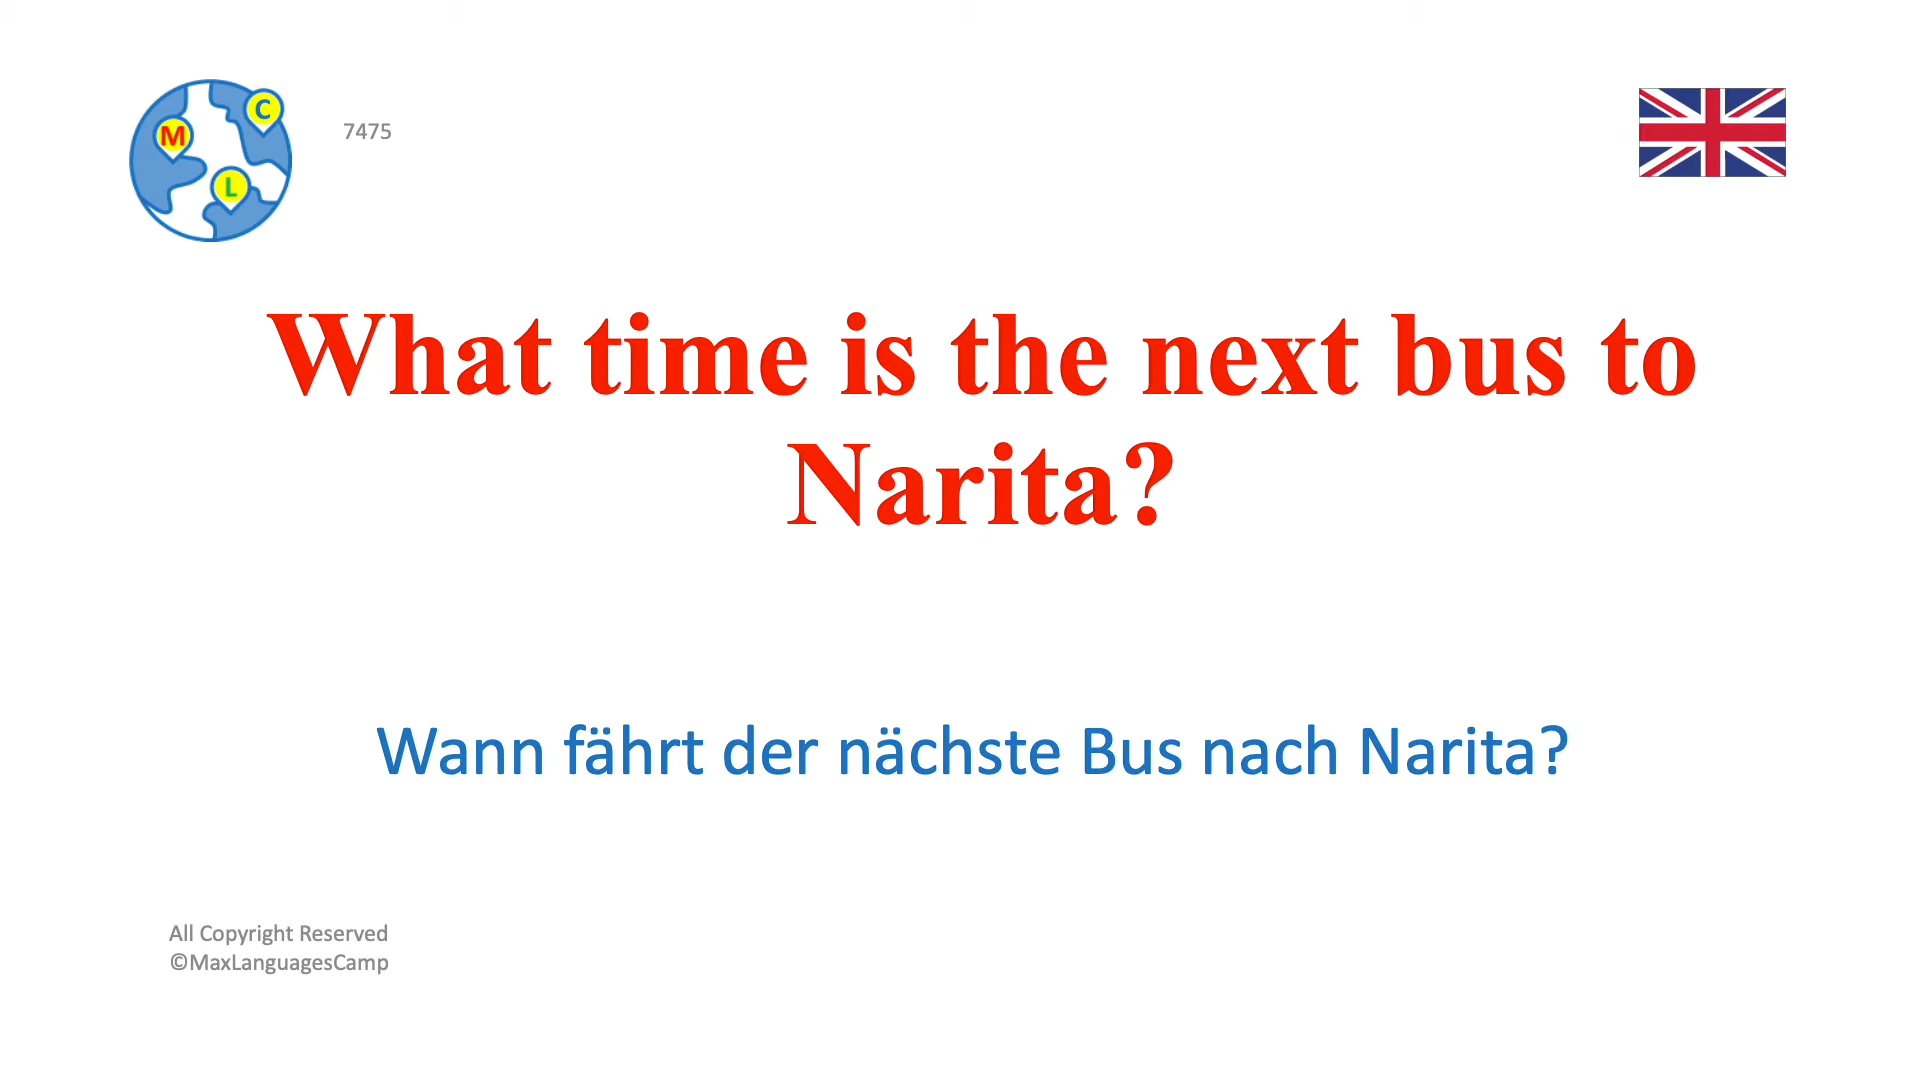 M
C
L
7475
What time is the next bus to
Narita?
Wann fährt der nächste Bus nach Narita?
All Copyright Reserved
©MaxLanguagesCamp